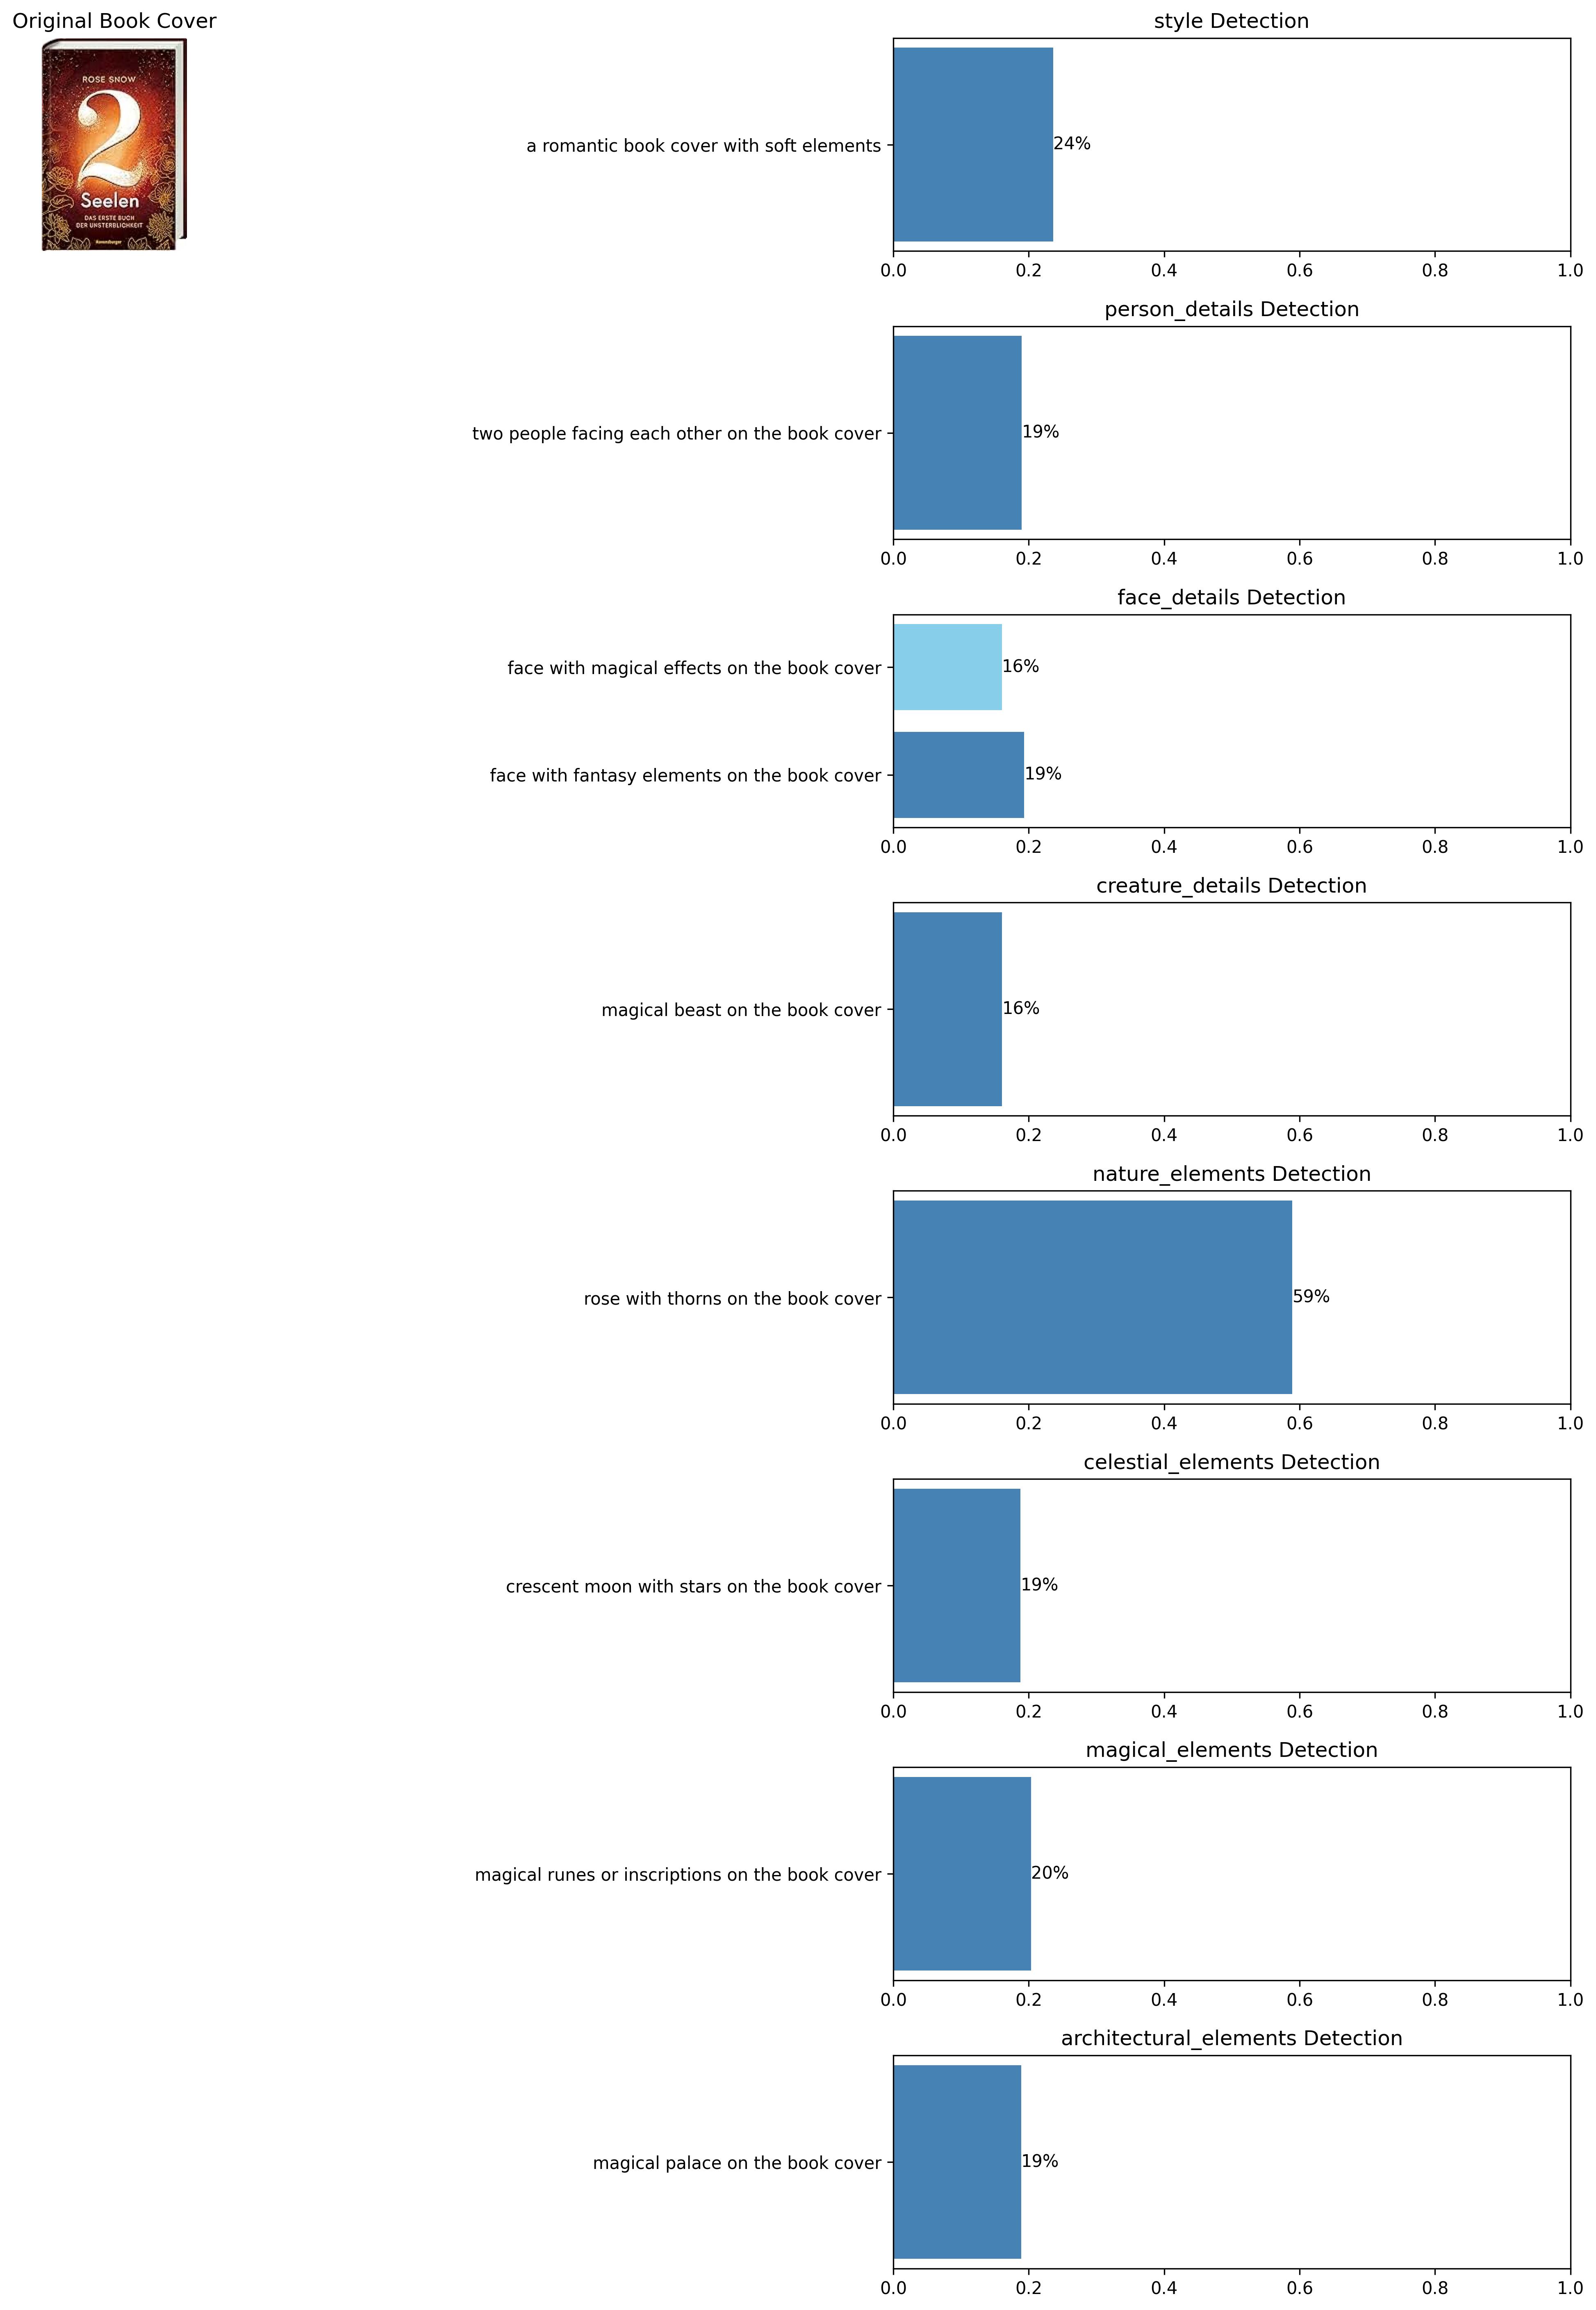 Original Book Cover
ROSE SNOW
2
Seelen
DAS ERSTE BUCH
DER UNSTERBLICHKEIT
Ravensburger
style Detection
a romantic book cover with soft elements
24%
0.0 0.2 0.4 0.6 0.8 1.0
person_details Detection
two people facing each other on the book cover
19%
0.0 0.2 0.4 0.6 0.8 1.0
face_details Detection
face with magical effects on the book cover
16%
face with fantasy elements on the book cover
19%
0.0 0.2 0.4 0.6 0.8 1.0
creature_details Detection
magical beast on the book cover
16%
0.0 0.2 0.4 0.6 0.8 1.0
nature_elements Detection
rose with thorns on the book cover
59%
0.0 0.2 0.4 0.6 0.8 1.0
celestial_elements Detection
crescent moon with stars on the book cover
19%
0.0 0.2 0.4 0.6 0.8 1.0
magical_elements Detection
magical runes or inscriptions on the book cover
20%
0.0 0.2 0.4 0.6 0.8 1.0
architectural_elements Detection
magical palace on the book cover
19%
0.0 0.2 0.4 0.6 0.8 1.0